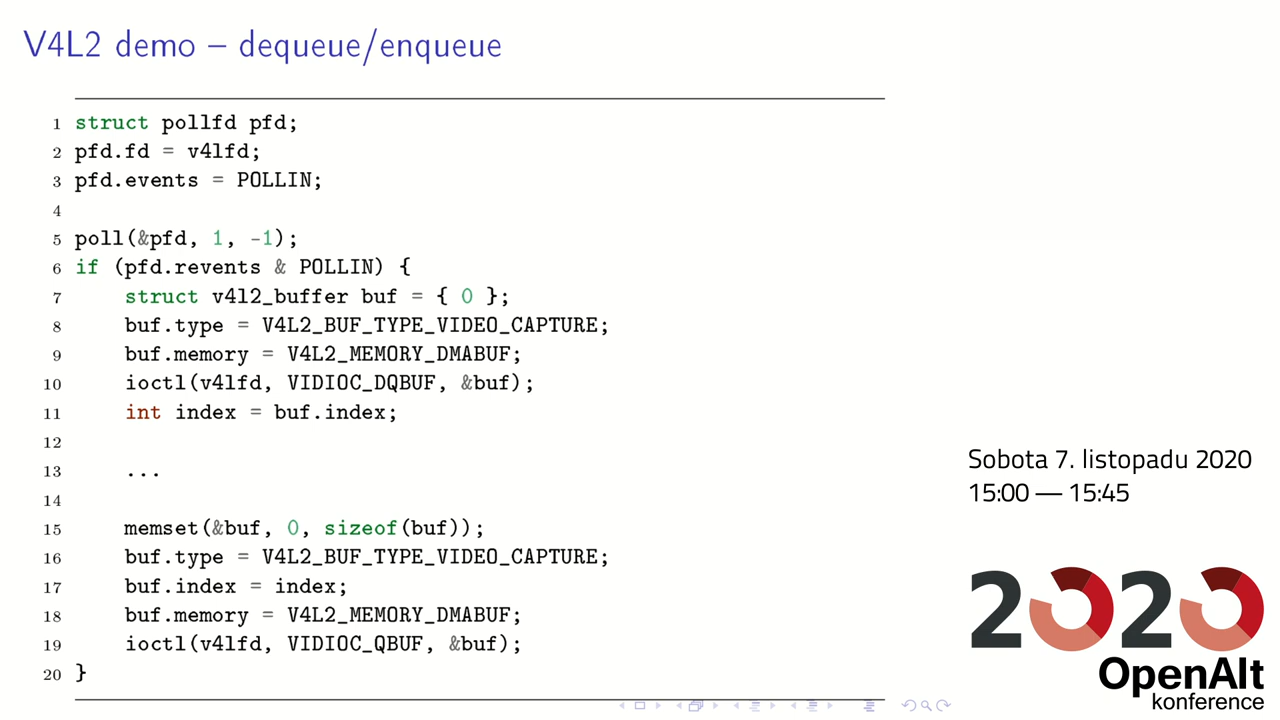 V4L2 demo – dequeue/enqueue
1 struct pollfd pfd;
2 pfd.fd = v4lfd;
3 pfd.events = POLLIN;
4
5 poll(&pfd, 1, -1);
6 if (pfd.revents & POLLIN) {
7     struct v4l2_buffer buf = { 0 };
8     buf.type = V4L2_BUF_TYPE_VIDEO_CAPTURE;
9     buf.memory = V4L2_MEMORY_DMABUF;
10     ioctl(v4lfd, VIDIOC_DQBUF, &buf);
11     int index = buf.index;
12
13     ...
14
15     memset(&buf, 0, sizeof(buf));
16     buf.type = V4L2_BUF_TYPE_VIDEO_CAPTURE;
17     buf.index = index;
18     buf.memory = V4L2_MEMORY_DMABUF;
19     ioctl(v4lfd, VIDIOC_QBUF, &buf);
20 }
Sobota 7. listopadu 2020
15:00 — 15:45
2020
OpenAlt
konference